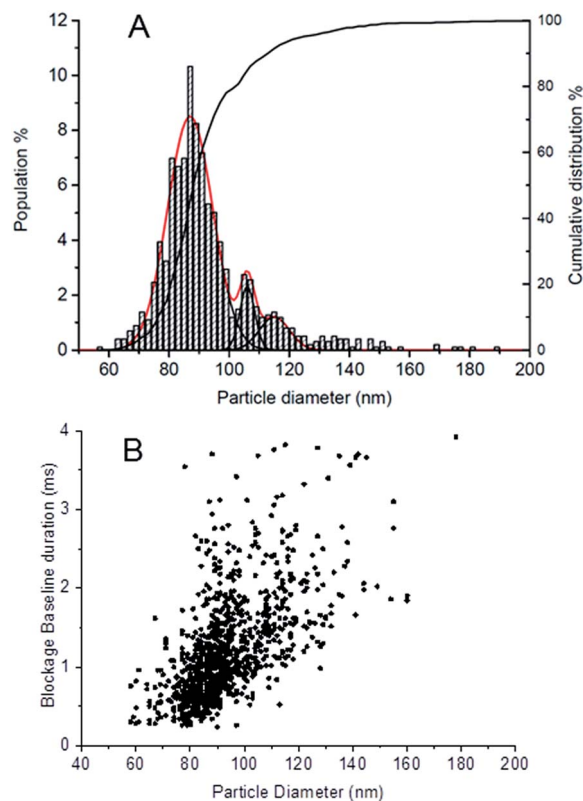 A
12
10
8
6
4
2
0
Population %
100
80
60
40
20
0
Cumulative distribution %
60 80 100 120 140 160 180 200
Particle diameter (nm)
B
4
3
2
1
0
Blockage Baseline duration (ms)
40 60 80 100 120 140 160 180 200
Particle Diameter (nm)